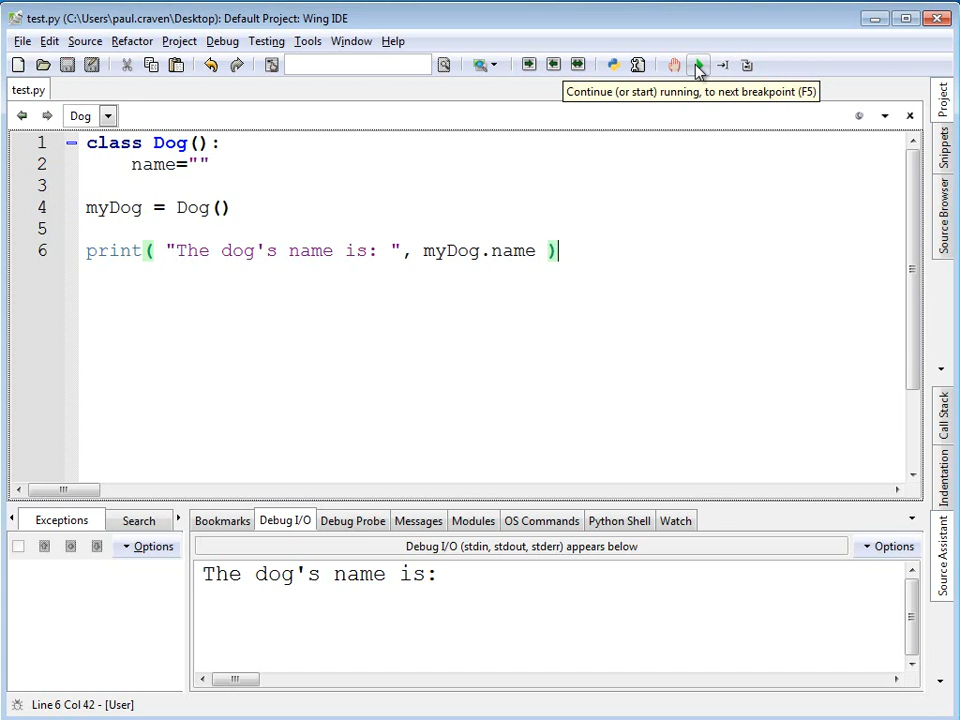 test.py (C:\Users\paul.craven\Desktop): Default Project: Wing IDE
File Edit Source Refactor Project Debug Testing Tools Window Help
Continue (or start) running, to next breakpoint (F5)
test.py
Dog
1 class Dog():
2 name=""
3
4 myDog = Dog()
5
6 print( "The dog's name is: ", myDog.name )
Project
Snippets
Source Browser
Call Stack
Indentation
Source Assistant
Exceptions Search
Options
Bookmarks Debug I/O Debug Probe Messages Modules OS Commands Python Shell Watch
Debug I/O (stdin, stdout, stderr) appears below
Options
The dog's name is:
Line 6 Col 42 - [User]